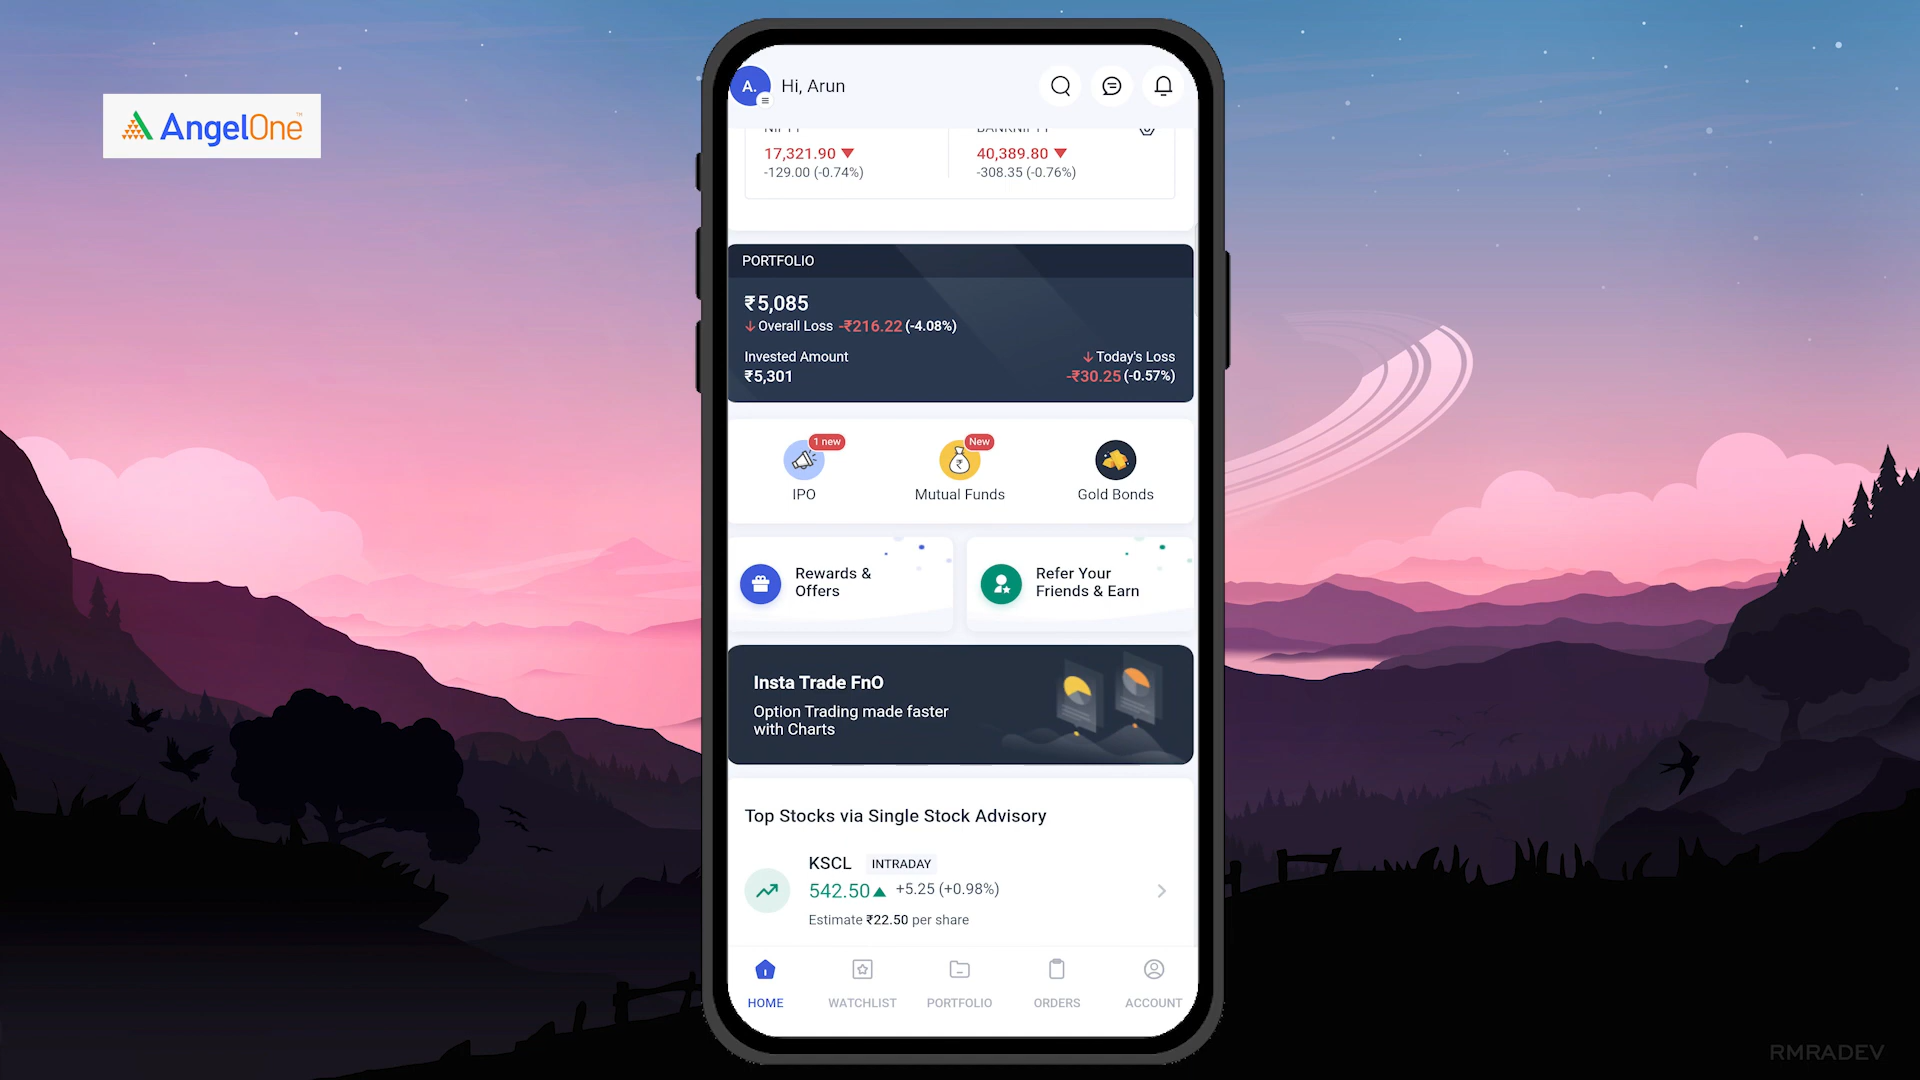 AngelOne
A.
Hi, Arun
NIFTY
BANKNIFTY
17,321.90
40,389.80
-129.00 (-0.74%)
-308.35 (-0.76%)
PORTFOLIO
₹5,085
Overall Loss -₹216.22 (-4.08%)
Invested Amount
Today's Loss
₹5,301
-₹30.25 (-0.57%)
1 new
New
IPO
Mutual Funds
Gold Bonds
Rewards &
Offers
Refer Your
Friends & Earn
Insta Trade FnO
Option Trading made faster
with Charts
Top Stocks via Single Stock Advisory
KSCL INTRADAY
542.50 +5.25 (+0.98%)
Estimate ₹22.50 per share
HOME
WATCHLIST
PORTFOLIO
ORDERS
ACCOUNT
RMRADEV